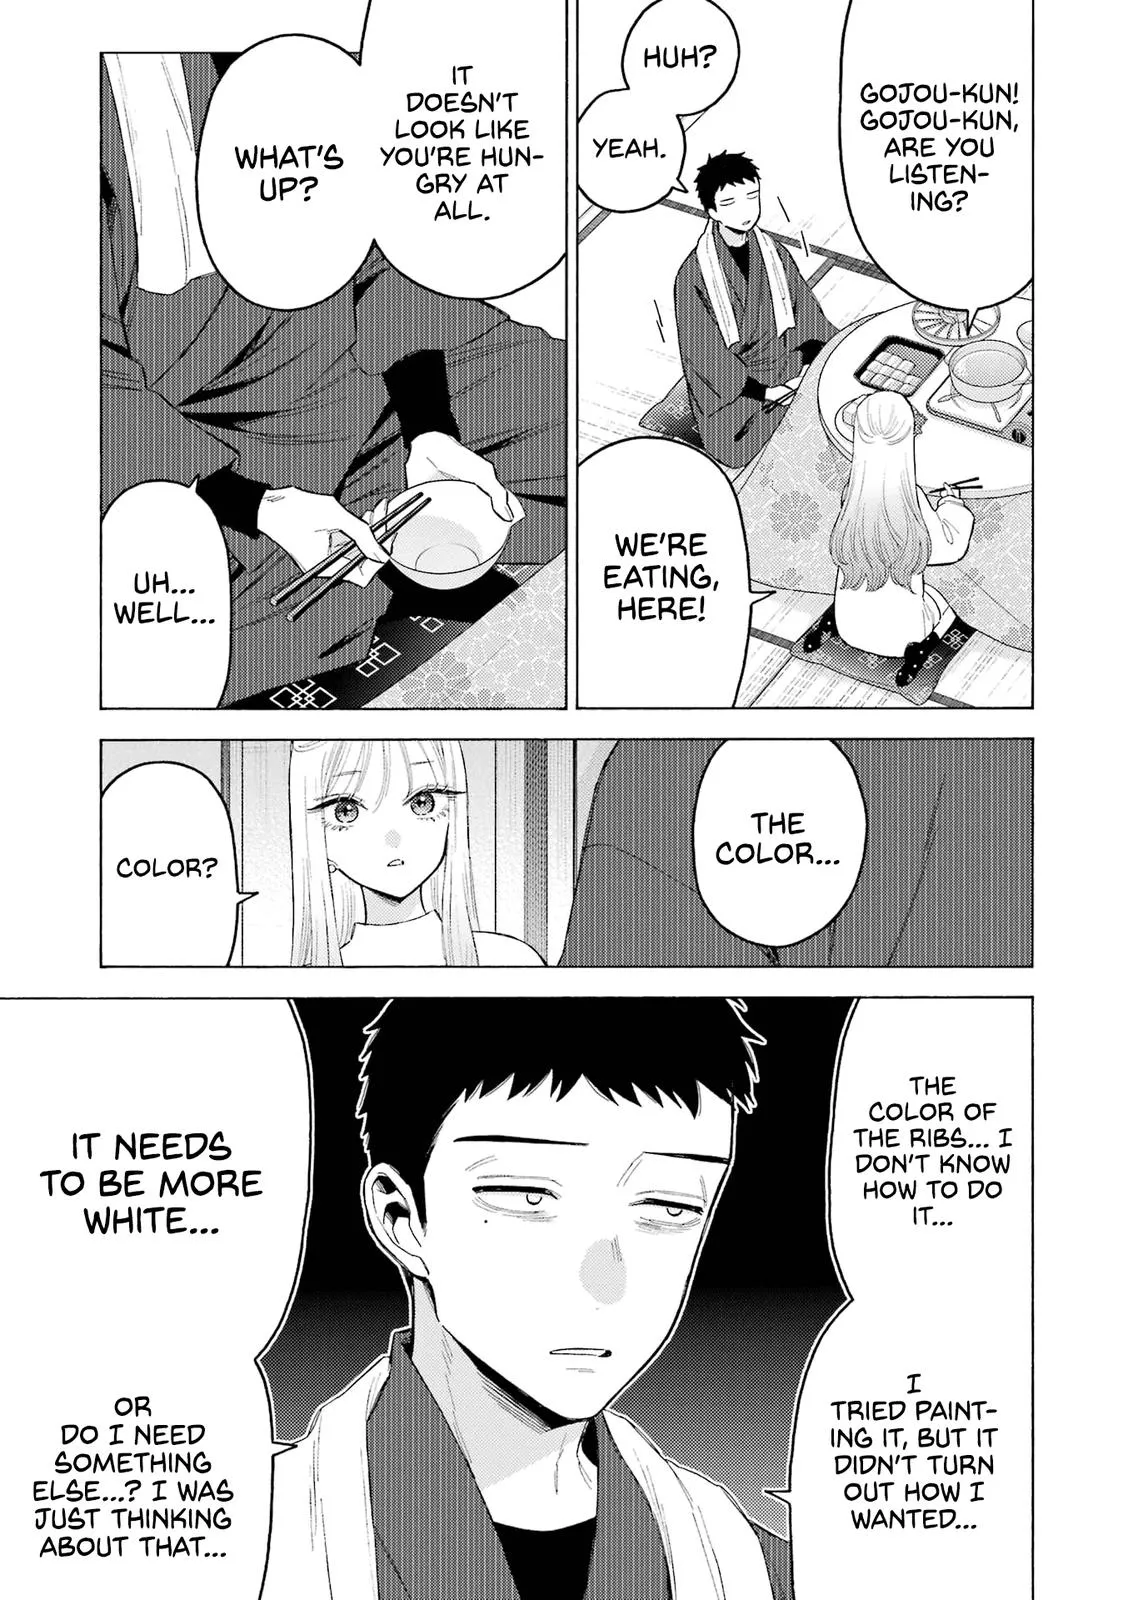 GOJOU-KUN!
GOJOU-KUN,
ARE YOU
LISTEN-
ING?
HUH?
YEAH.
WE'RE
EATING,
HERE!
IT
DOESN'T
LOOK LIKE
YOU'RE HUN-
GRY AT
ALL.
WHAT'S
UP?
UH...
WELL...
THE
COLOR...
COLOR?
THE
COLOR OF
THE RIBS... I
DON'T KNOW
HOW TO DO
IT...
I
TRIED PAINT-
ING IT, BUT IT
DIDN'T TURN
OUT HOW I
WANTED...
IT NEEDS
TO BE MORE
WHITE...
OR
DO I NEED
SOMETHING
ELSE...? I WAS
JUST THINKING
ABOUT THAT...